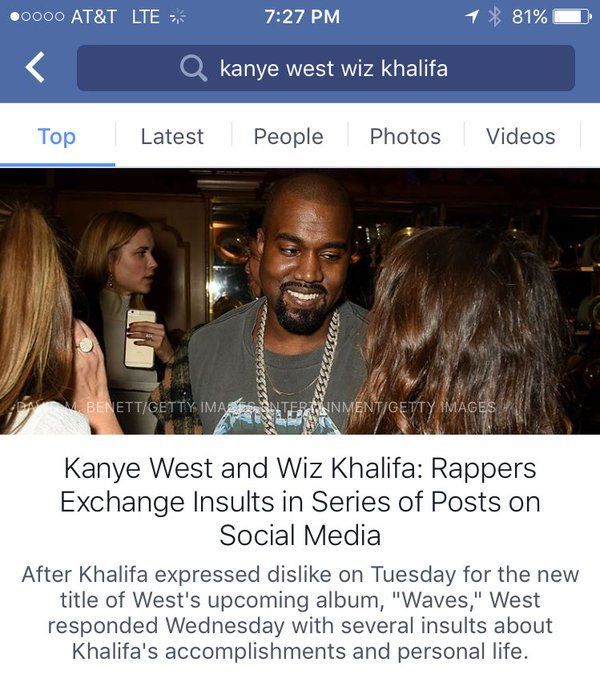 AT&T LTE 7:27 PM 81%
kanye west wiz khalifa
Top Latest People Photos Videos
M. BENETT/GETTY IMAGES ENTERTAINMENT/GETTY IMAGES
Kanye West and Wiz Khalifa: Rappers
Exchange Insults in Series of Posts on
Social Media
After Khalifa expressed dislike on Tuesday for the new
title of West's upcoming album, "Waves," West
responded Wednesday with several insults about
Khalifa's accomplishments and personal life.